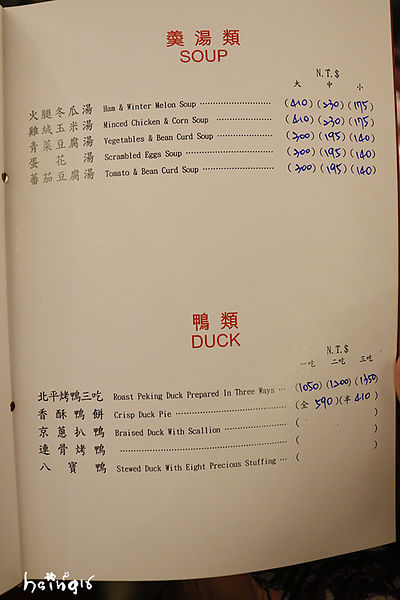 羹湯類
SOUP
N.T.$
大 中 小
火腿冬瓜湯 Ham & Winter Melon Soup (410) (230) (175)
雞絨玉米湯 Minced Chicken & Corn Soup (410) (230) (175)
青菜豆腐湯 Vegetables & Bean Curd Soup (300) (195) (140)
蛋花湯 Scrambled Eggs Soup (300) (195) (140)
蕃茄豆腐湯 Tomato & Bean Curd Soup (300) (195) (140)
鴨類
DUCK
N.T.$
一吃 二吃 三吃
北平烤鴨三吃 Roast Peking Duck Prepared In Three Ways (1050) (1200) (1350)
香酥鴨餅 Crisp Duck Pie (全 590) (半 410)
京蔥扒鴨 Braised Duck With Scallion ( )
連骨烤鴨 ( )
八寶鴨 Stewed Duck With Eight Precious Stuffing ( )
haing16